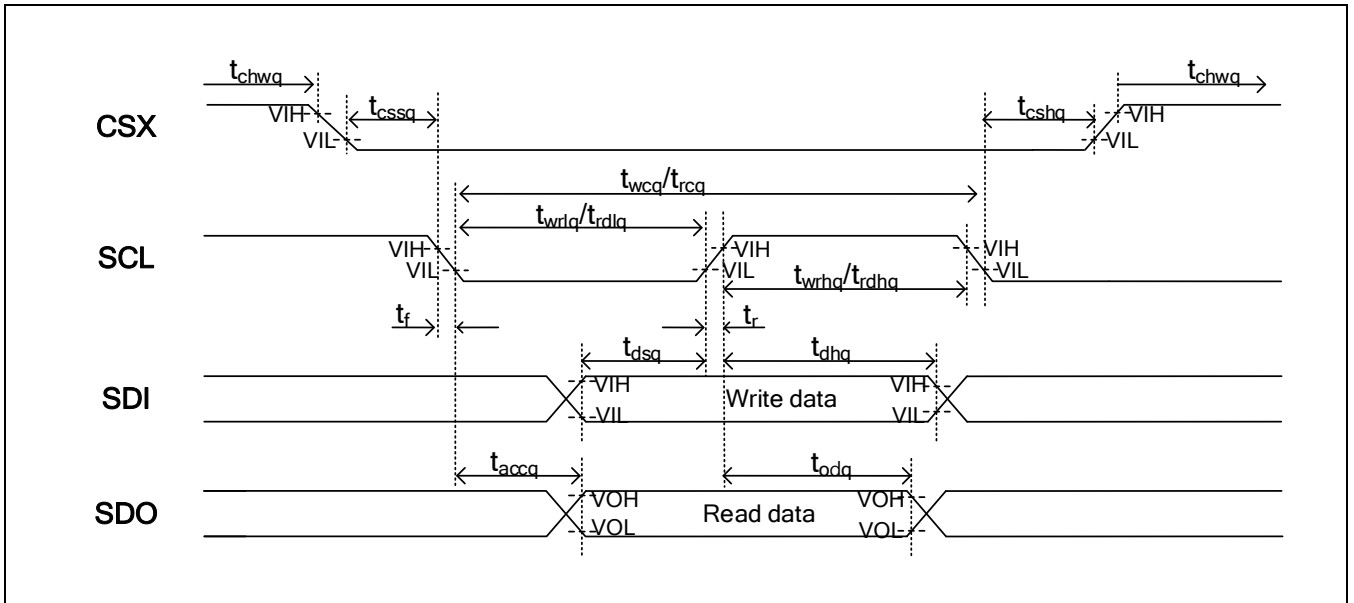 tchwq tchwq
CSX VIH VIL tcssq tcshq VIH VIL
twcq/trcq
twrlq/trdlq
SCL VIH VIL VIH VIL VIH VIL
twrhq/trdhq
tf tr
tdsq tdhq
SDI VIH VIL Write data VIH VIL
taccq todq
SDO VOH VOL Read data VOH VOL